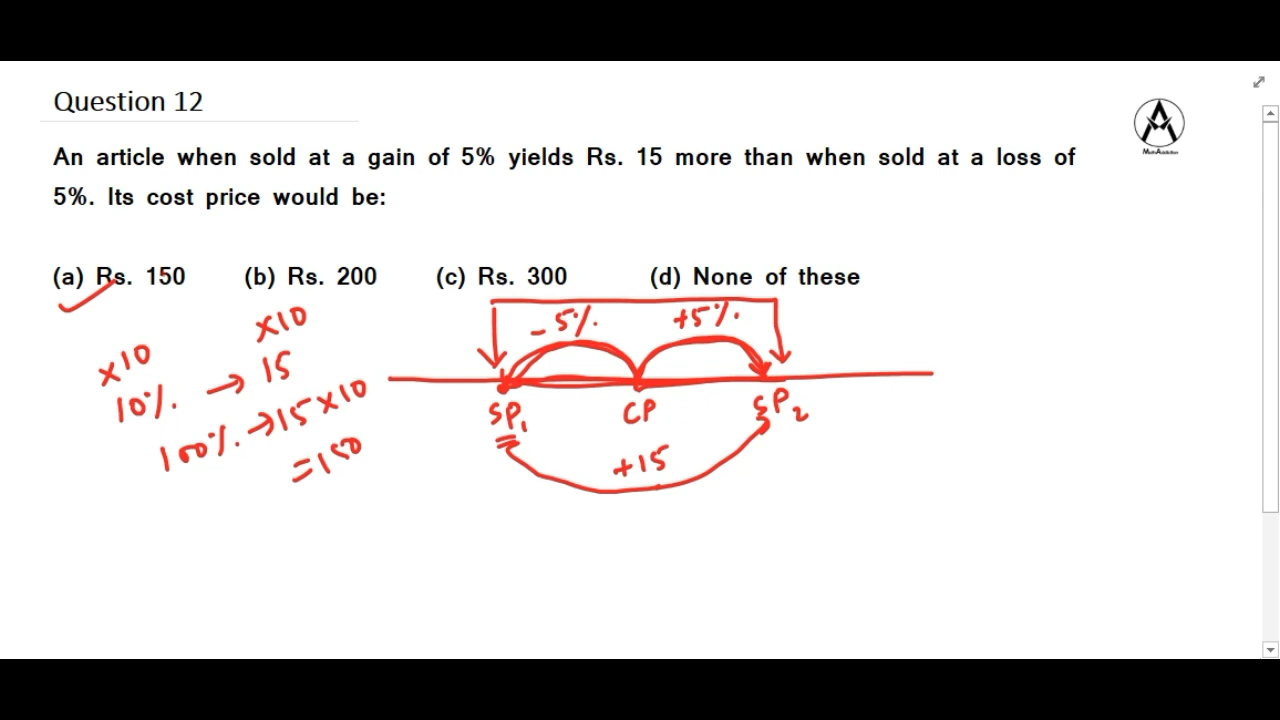 Question 12
An article when sold at a gain of 5% yields Rs. 15 more than when sold at a loss of
5%. Its cost price would be:
(a) Rs. 150 (b) Rs. 200 (c) Rs. 300 (d) None of these
×10 ×10
10% → 15
100% → 15×10
=150
-5% +5%
SP1 CP SP2
+15
MathAddiction